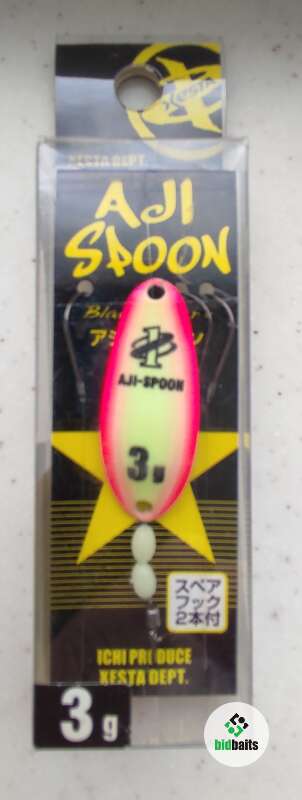 XESTA
XESTA DEPT.
AJI
SPOON
AJI-SPOON
3g
スペア
フック
2本付
ICHI PRODUCE
XESTA DEPT.
3g
bidbaits